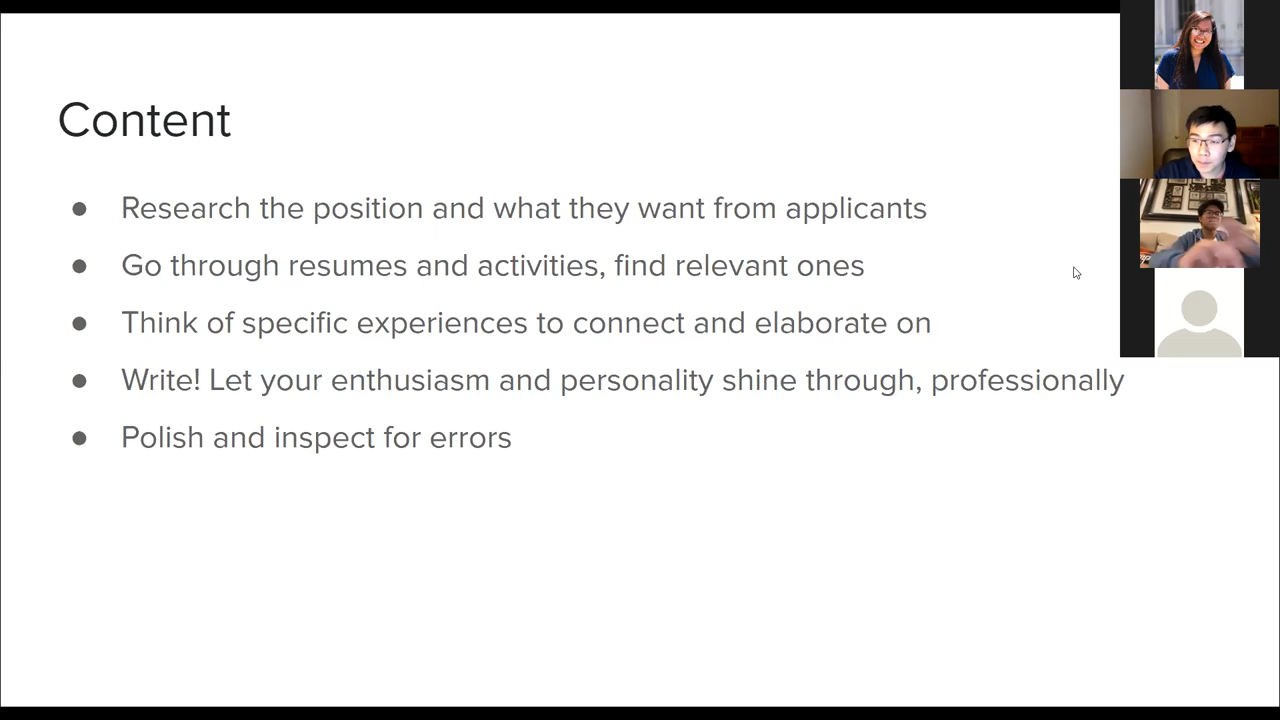 Content
● Research the position and what they want from applicants
● Go through resumes and activities, find relevant ones
● Think of specific experiences to connect and elaborate on
● Write! Let your enthusiasm and personality shine through, professionally
● Polish and inspect for errors